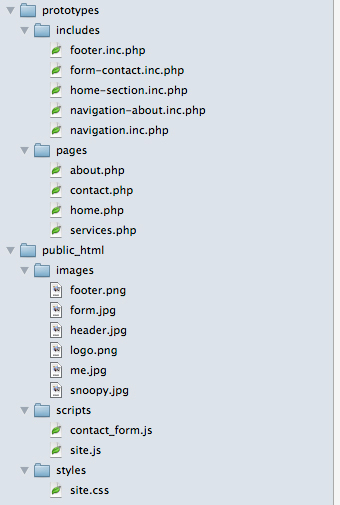 prototypes
includes
footer.inc.php
form-contact.inc.php
home-section.inc.php
navigation-about.inc.php
navigation.inc.php
pages
about.php
contact.php
home.php
services.php
public_html
images
footer.png
form.jpg
header.jpg
logo.png
me.jpg
snoopy.jpg
scripts
contact_form.js
site.js
styles
site.css